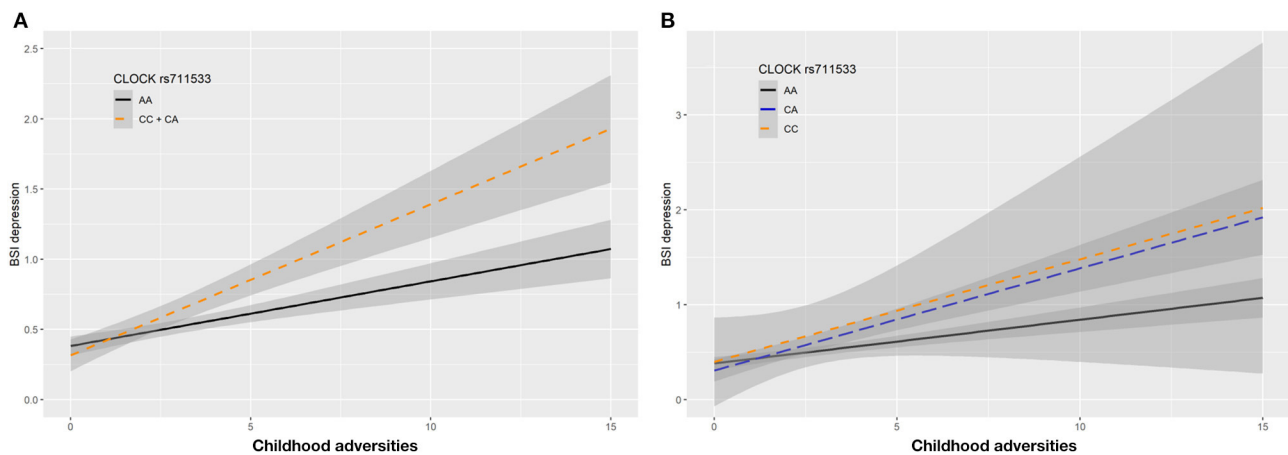 A
CLOCK rs711533
AA
CC + CA
BSI depression
2.5
2.0
1.5
1.0
0.5
0.0
0
5
10
15
Childhood adversities
B
CLOCK rs711533
AA
CA
CC
BSI depression
3
2
1
0
0
5
10
15
Childhood adversities